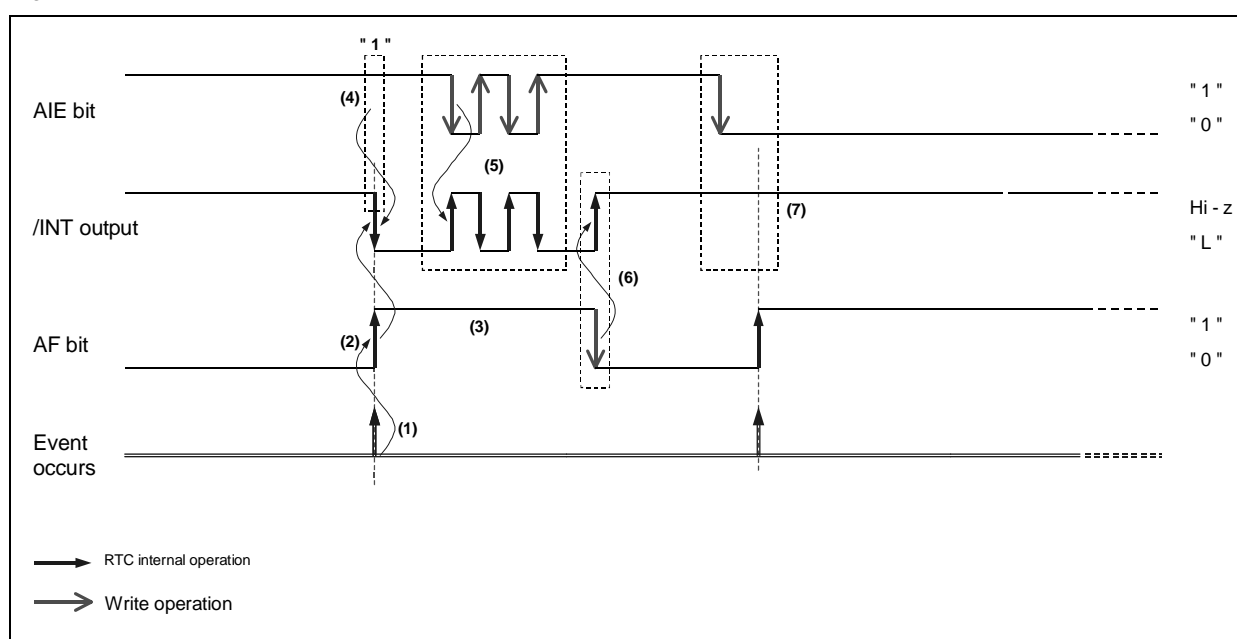 " 1 "
AIE bit
(4)
" 1 "
" 0 "
(5)
/INT output
(7)
Hi - z
" L "
(6)
AF bit
(2)
(3)
" 1 "
" 0 "
(1)
Event
occurs
RTC internal operation
Write operation